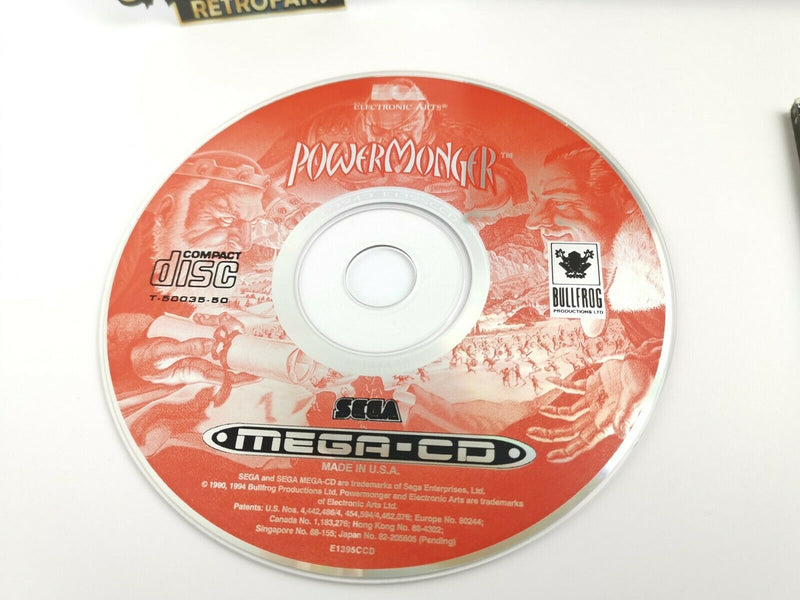 RETROFAN
ELECTRONIC ARTS®
POWERMONGER™
COMPACT
disc
T-50035-50
BULLFROG
PRODUCTIONS LTD
SEGA
MEGA-CD
MADE IN U.S.A.
SEGA and SEGA MEGA-CD are trademarks of Sega Enterprises, Ltd.
© 1990, 1994 Bullfrog Productions Ltd. Powermonger and Electronic Arts are trademarks
of Electronic Arts Ltd.
Patents: U.S. Nos. 4,442,486/4, 454,594/4,462,076; Europe No. 80244;
Canada No. 1,183,276; Hong Kong No. 88-4302;
Singapore No. 88-155; Japan No. 82-205605 (Pending)
E1395CCD